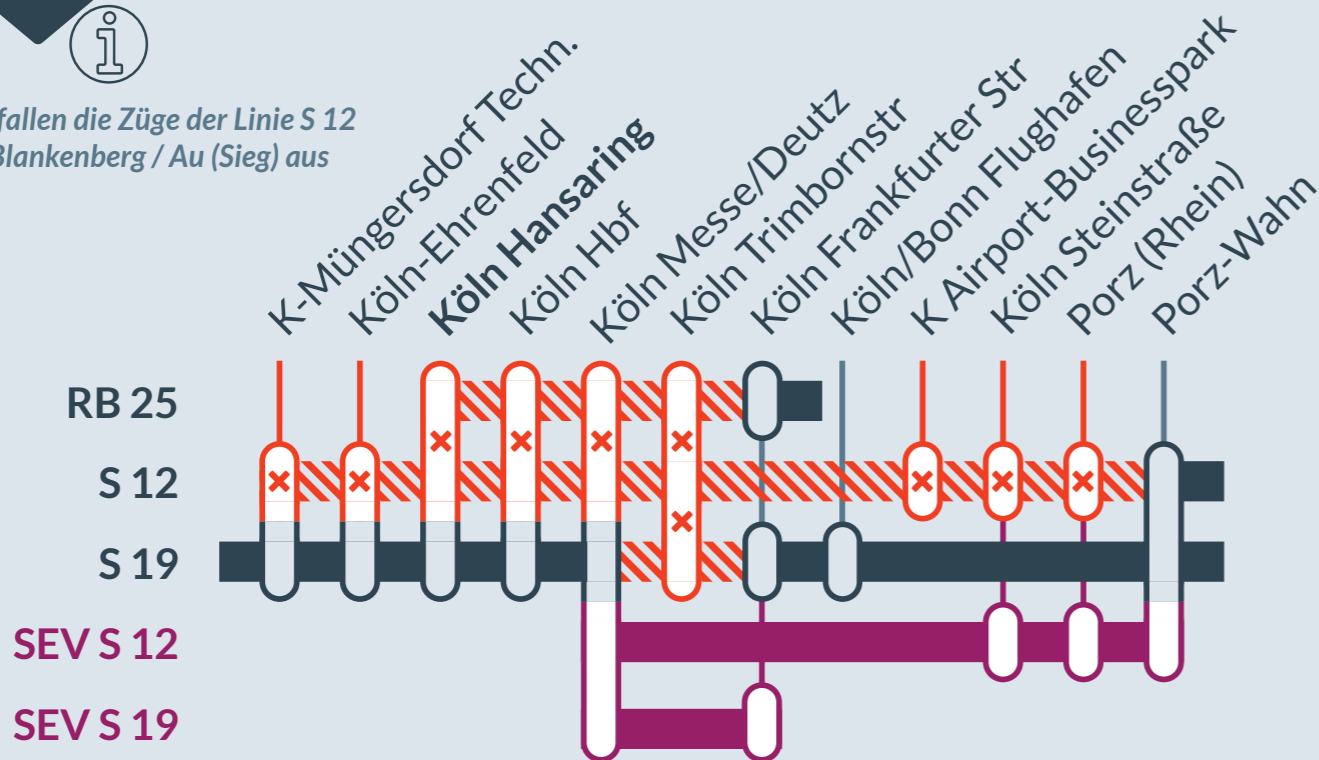 fallen die Züge der Linie S 12
Blankenberg / Au (Sieg) aus
K-Müngersdorf Techn.
Köln-Ehrenfeld
Köln Hansaring
Köln Hbf
Köln Messe/Deutz
Köln Trimbornstr
Köln Frankfurter Str
Köln/Bonn Flughafen
K Airport-Businesspark
Köln Steinstraße
Porz (Rhein)
Porz-Wahn
RB 25
S 12
S 19
SEV S 12
SEV S 19